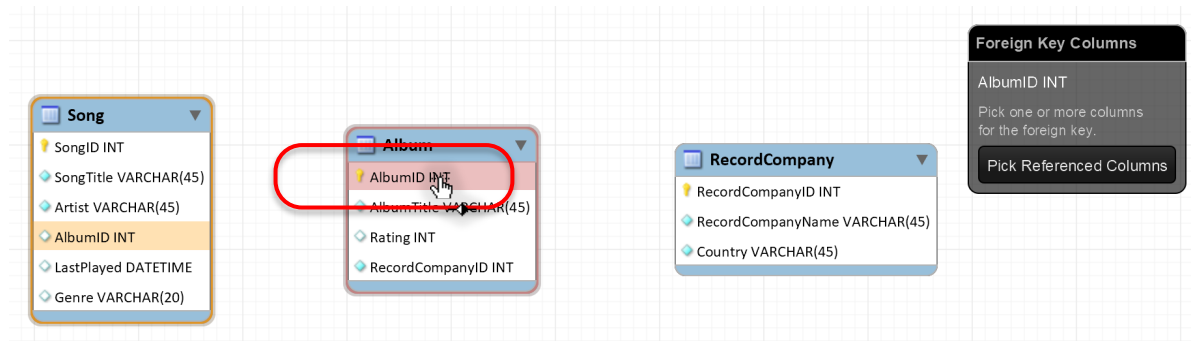 Song
SongID INT
SongTitle VARCHAR(45)
Artist VARCHAR(45)
AlbumID INT
LastPlayed DATETIME
Genre VARCHAR(20)
Album
AlbumID INT
AlbumTitle VARCHAR(45)
Rating INT
RecordCompanyID INT
RecordCompany
RecordCompanyID INT
RecordCompanyName VARCHAR(45)
Country VARCHAR(45)
Foreign Key Columns
AlbumID INT
Pick one or more columns
for the foreign key.
Pick Referenced Columns